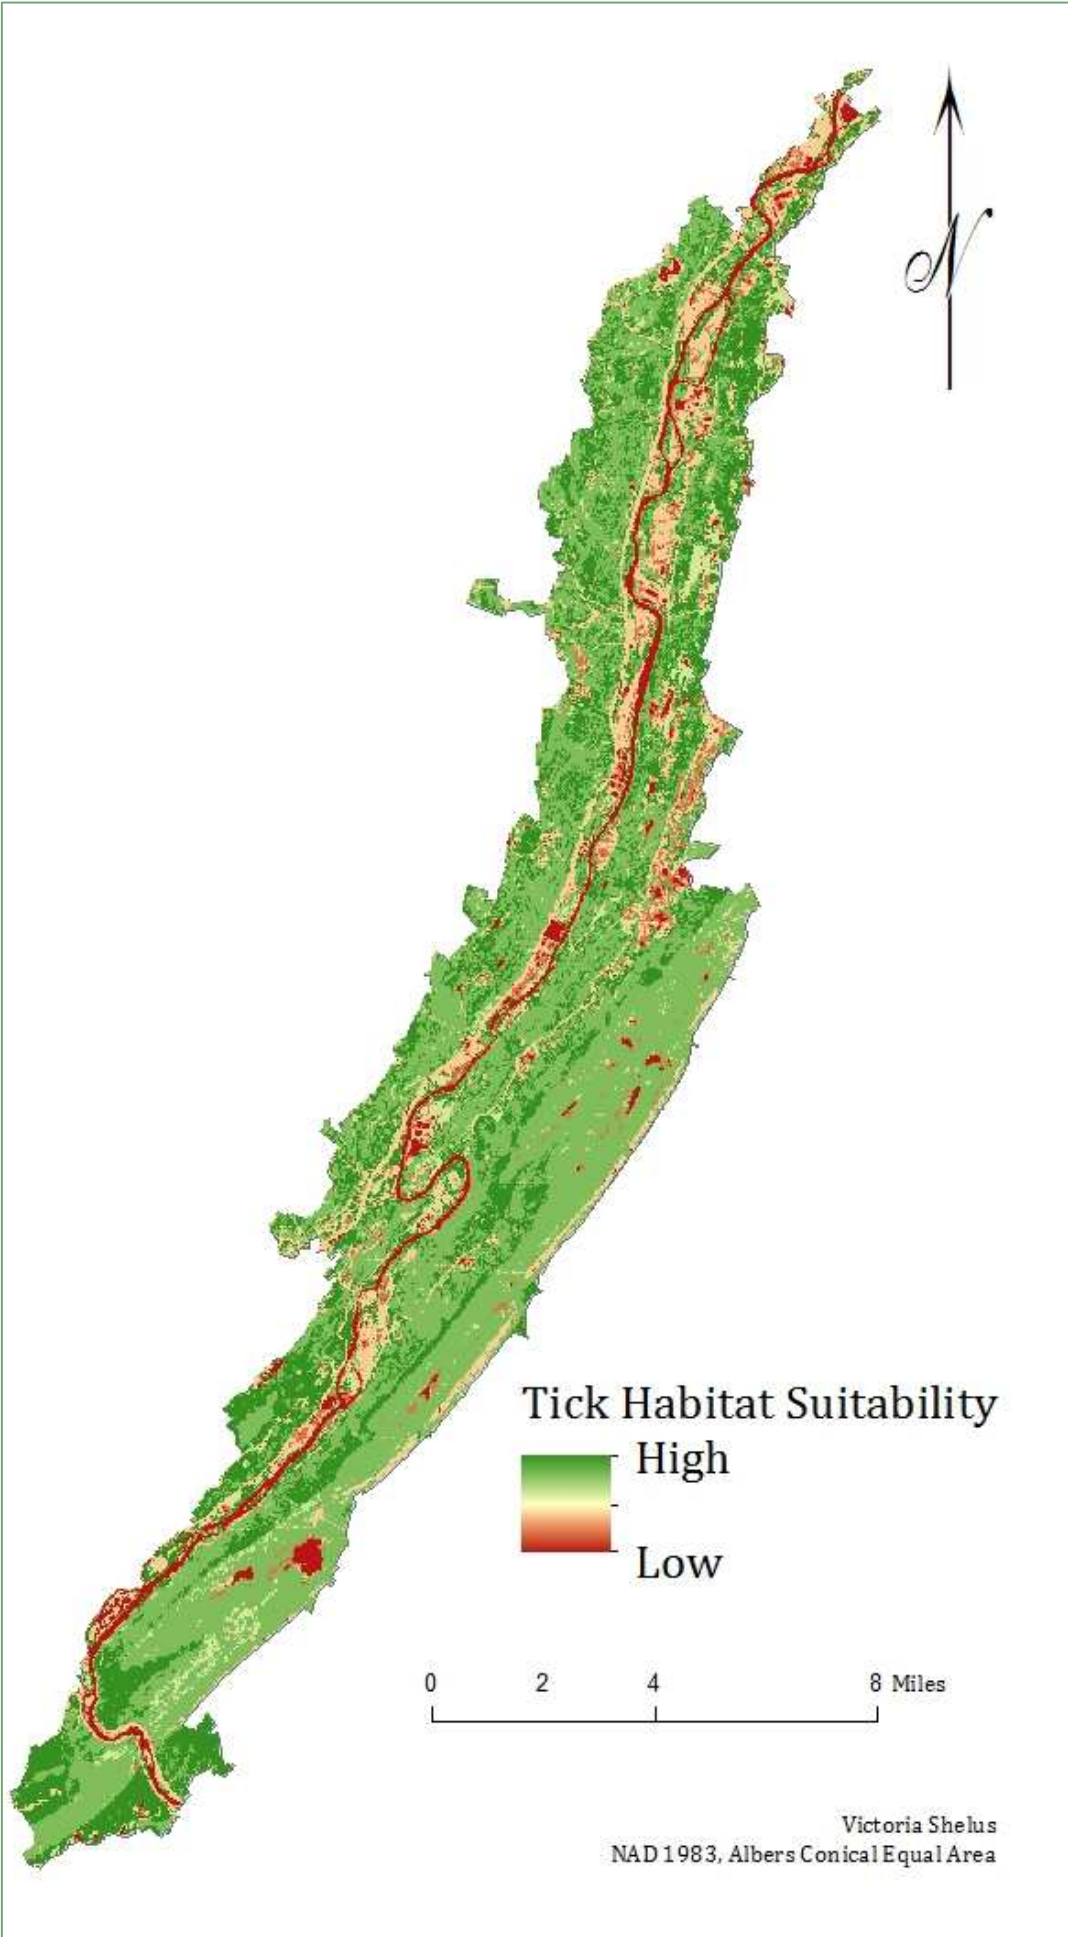 N
Tick Habitat Suitability
High
Low
0 2 4 8 Miles
Victoria Shelus
NAD 1983, Albers Conical Equal Area